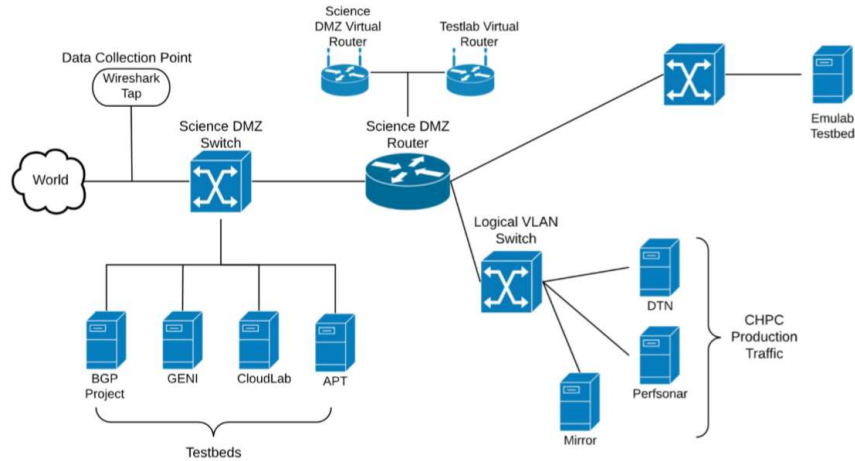 Science
DMZ Virtual
Router
Testlab Virtual
Router
Data Collection Point
Wireshark
Tap
Science DMZ
Switch
Science DMZ
Router
Emulab
Testbed
World
Logical VLAN
Switch
DTN
CHPC
Production
Traffic
BGP
Project
GENI
CloudLab
APT
Perfsonar
Mirror
Testbeds